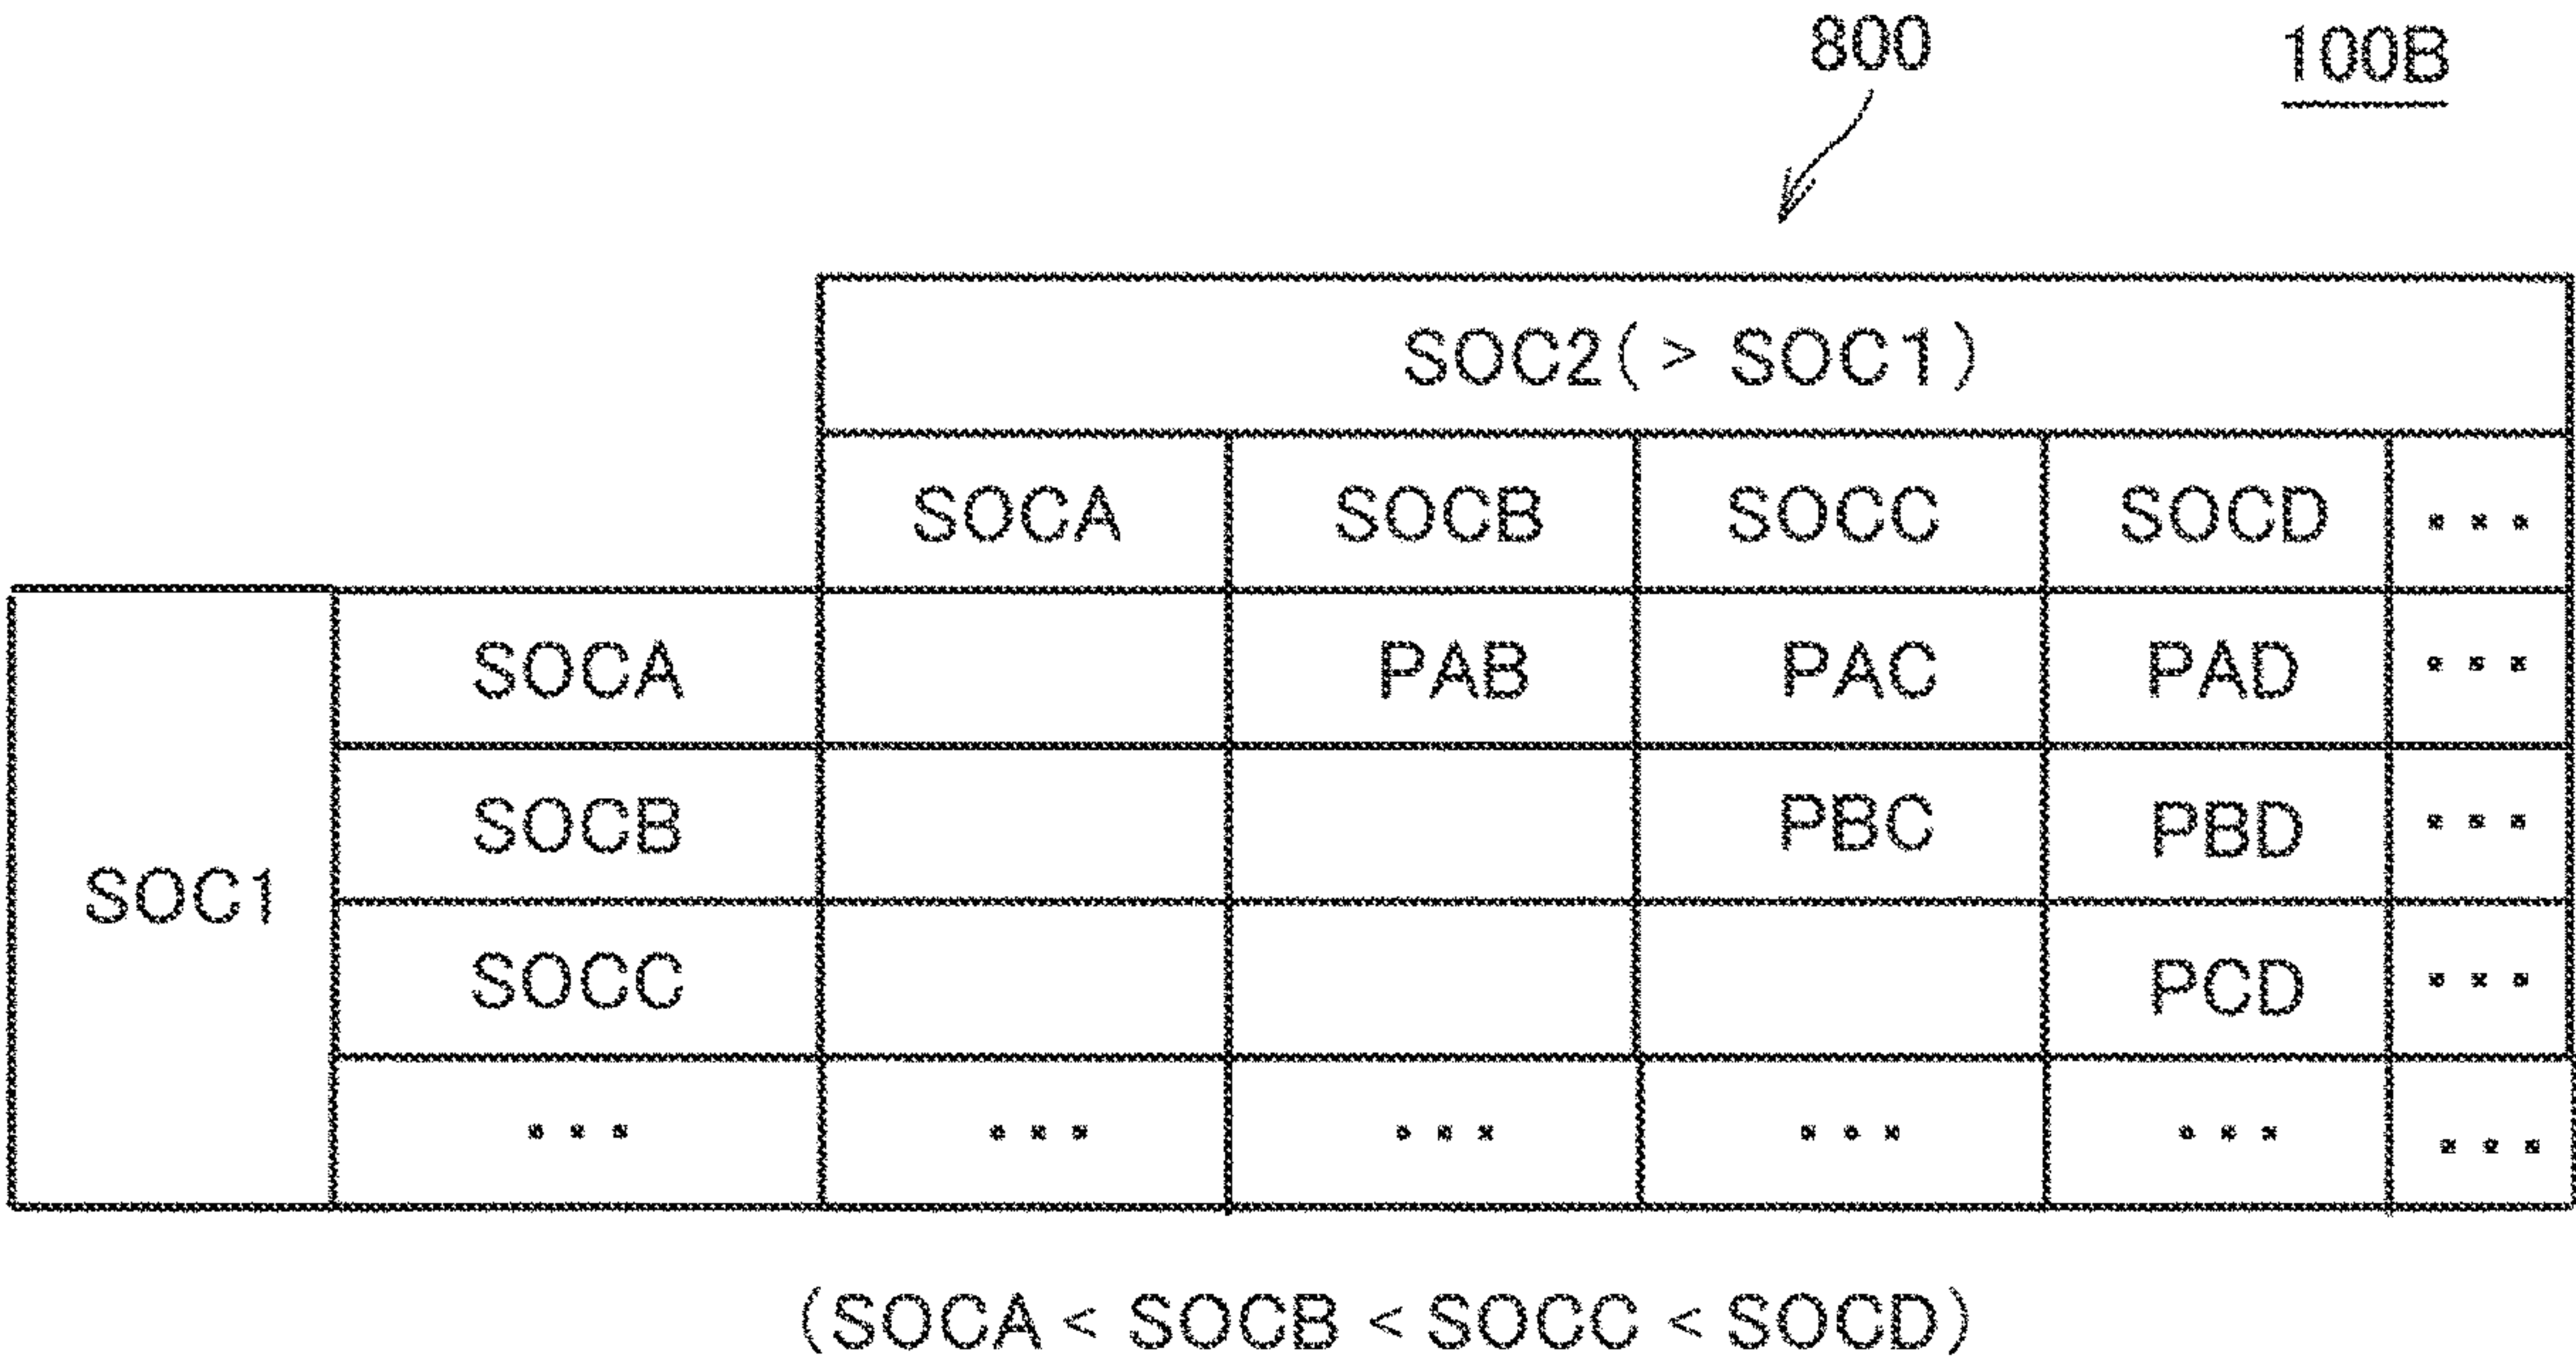 800 100B
SOC2(> SOC1)
SOCA SOCB SOCC SOCD ...
SOC1
SOCA PAB PAC PAD ...
SOCB PBC PBD ...
SOCC PCD ...
... ... ... ... ... ...
(SOCA < SOCB < SOCC < SOCD)